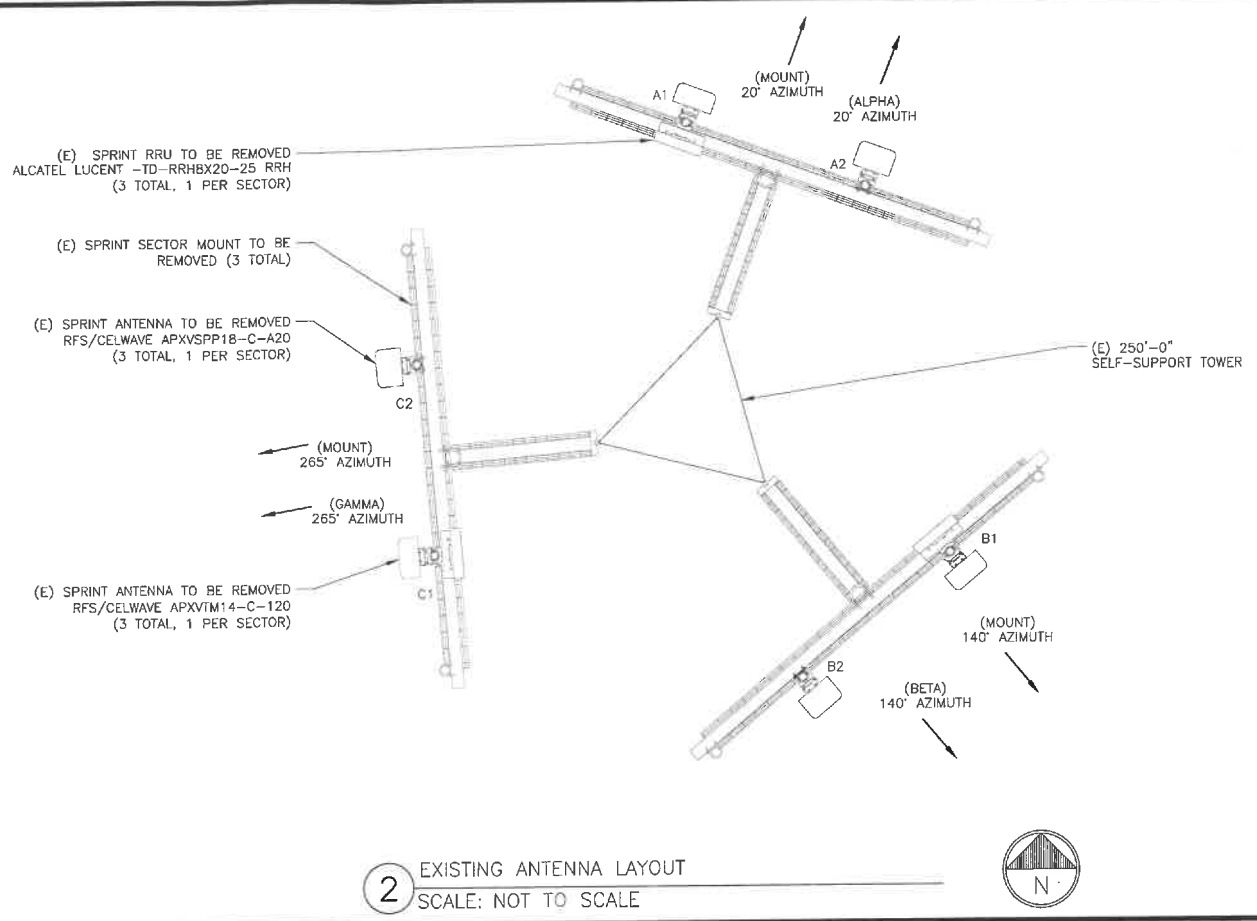 (MOUNT)
20° AZIMUTH
(ALPHA)
20° AZIMUTH
A1
A2
(E) SPRINT RRU TO BE REMOVED
ALCATEL LUCENT -TD-RRH8X20-25 RRH
(3 TOTAL, 1 PER SECTOR)
(E) SPRINT SECTOR MOUNT TO BE
REMOVED (3 TOTAL)
(E) SPRINT ANTENNA TO BE REMOVED
RFS/CELWAVE APXVSPP18-C-A20
(3 TOTAL, 1 PER SECTOR)
(E) 250'-0"
SELF-SUPPORT TOWER
C2
(MOUNT)
265° AZIMUTH
(GAMMA)
265° AZIMUTH
(E) SPRINT ANTENNA TO BE REMOVED
RFS/CELWAVE APXVTM14-C-120
(3 TOTAL, 1 PER SECTOR)
C1
B1
B2
(MOUNT)
140° AZIMUTH
(BETA)
140° AZIMUTH
2
EXISTING ANTENNA LAYOUT
SCALE: NOT TO SCALE
N